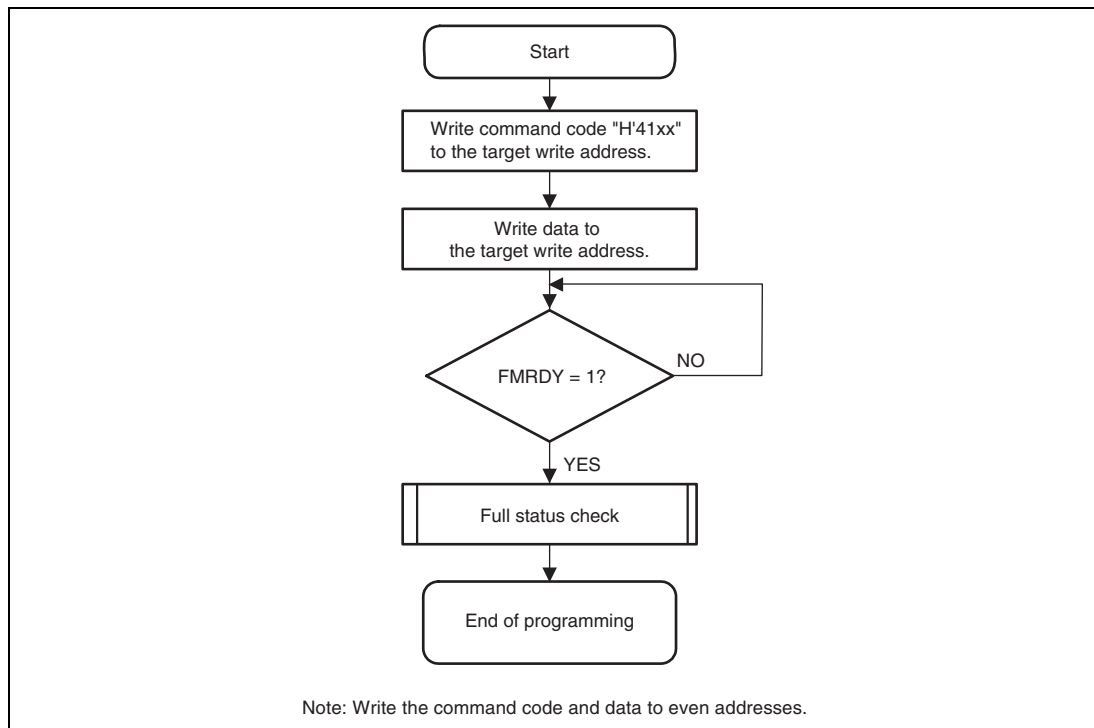 Start
Write command code "H'41xx"
to the target write address.
Write data to
the target write address.
FMRDY = 1?
NO
YES
Full status check
End of programming
Note: Write the command code and data to even addresses.